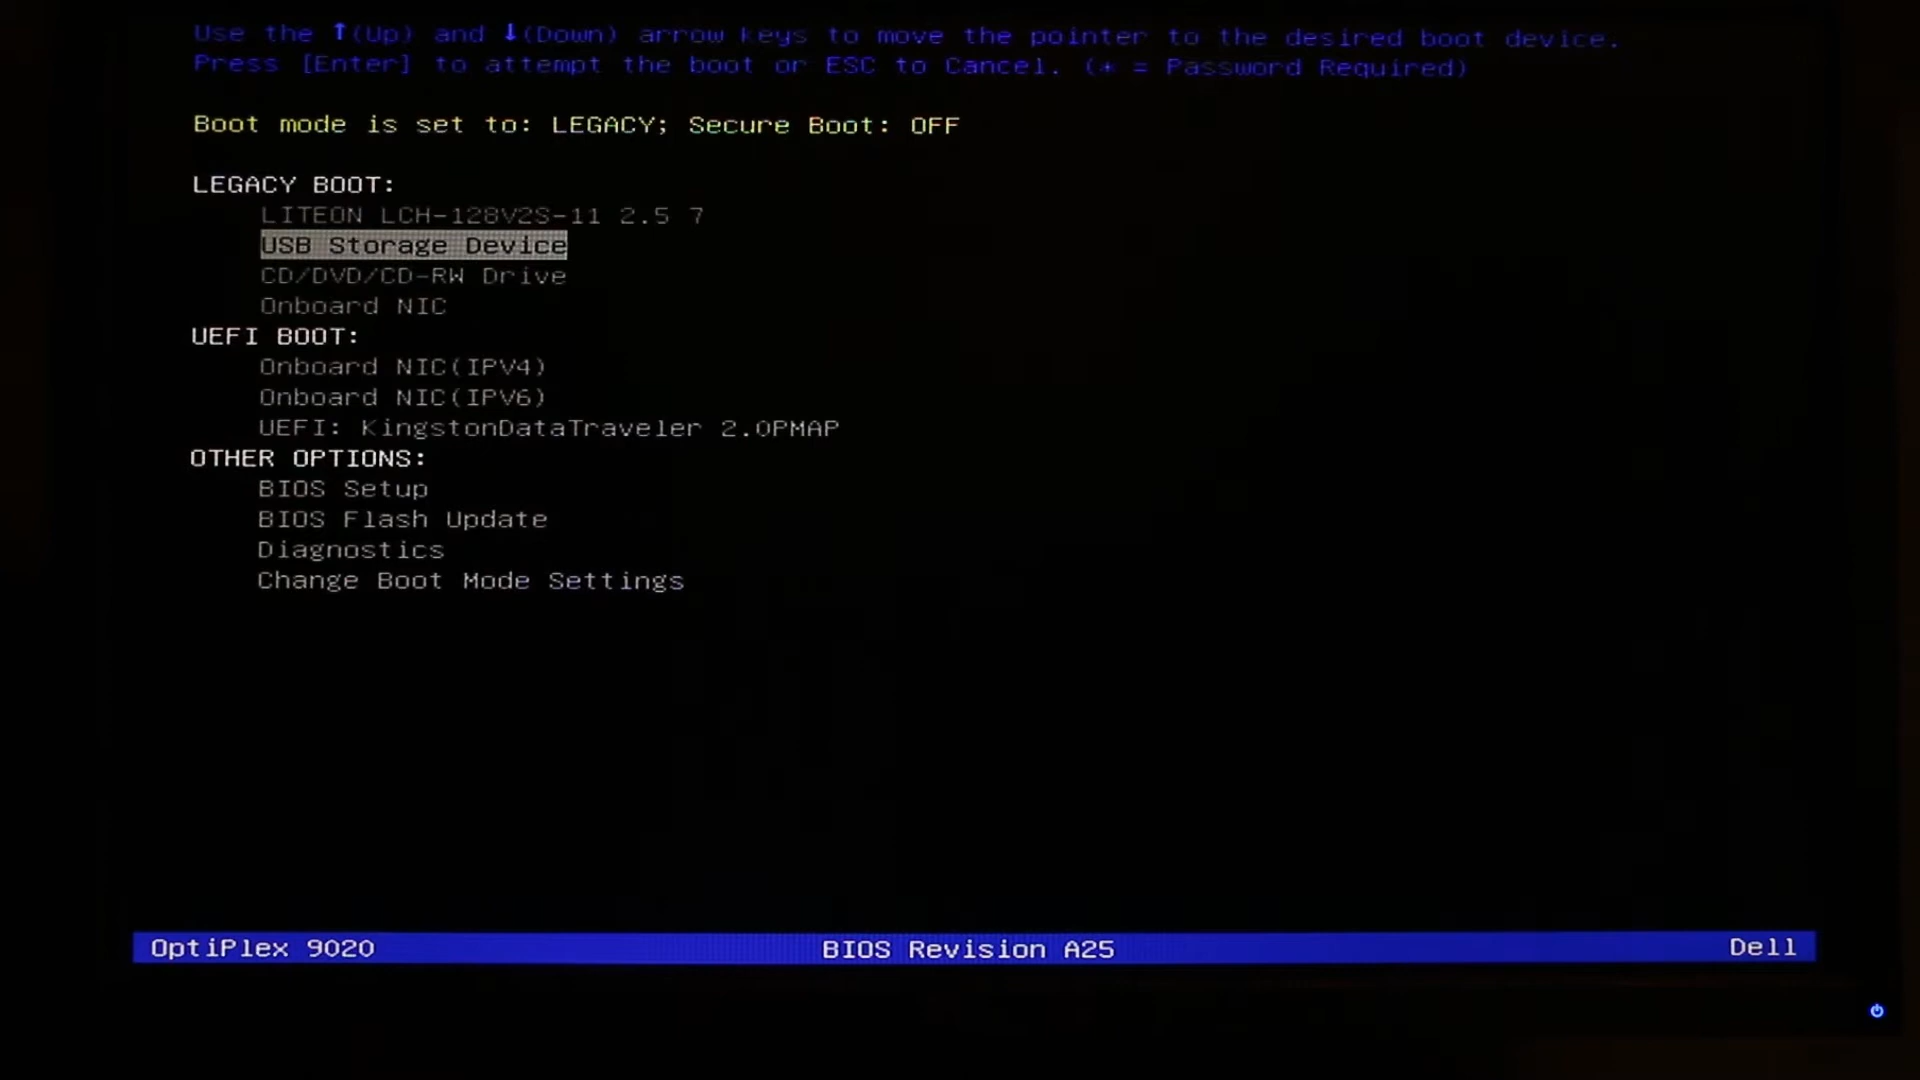 Use the ↑(Up) and ↓(Down) arrow keys to move the pointer to the desired boot device.
Press [Enter] to attempt the boot or ESC to Cancel. (* = Password Required)
Boot mode is set to: LEGACY; Secure Boot: OFF
LEGACY BOOT:
LITEON LCH-128V2S-11 2.5 7
USB Storage Device
CD/DVD/CD-RW Drive
Onboard NIC
UEFI BOOT:
Onboard NIC(IPV4)
Onboard NIC(IPV6)
UEFI: KingstonDataTraveler 2.0PMAP
OTHER OPTIONS:
BIOS Setup
BIOS Flash Update
Diagnostics
Change Boot Mode Settings
OptiPlex 9020 BIOS Revision A25 Dell